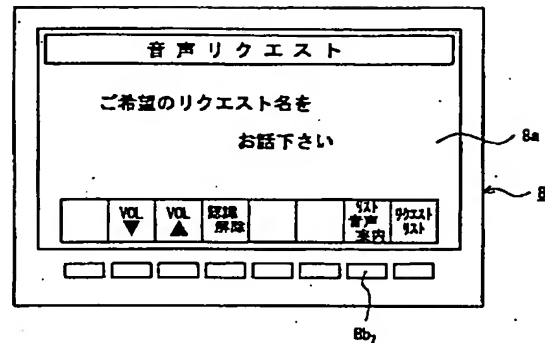 音声リクエスト
ご希望のリクエスト名を
お話下さい
8a
8
VOL
▼
VOL
▲
認識
解除
リスト
音声
案内
リクエスト
リスト
8b7